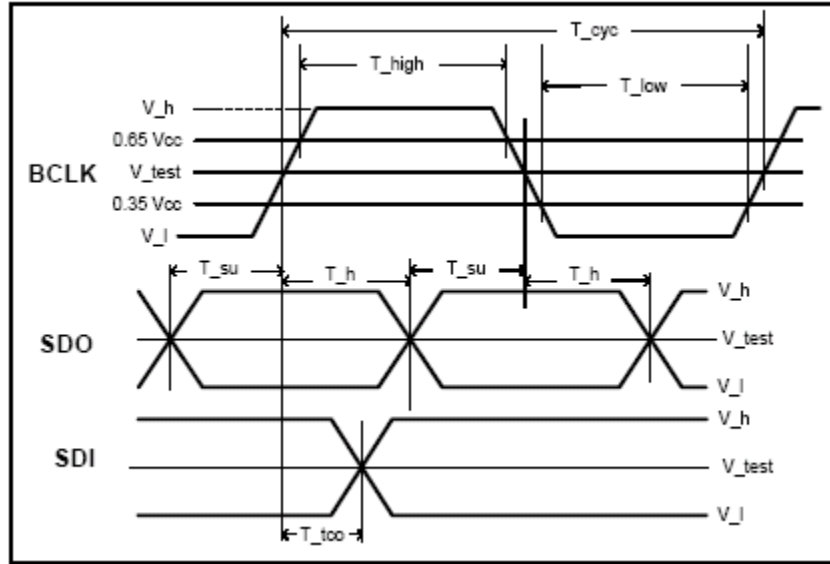 T_cyc
T_high
T_low
V_h
0.65 Vcc
BCLK
V_test
0.35 Vcc
V_l
T_su
T_h
T_su
T_h
V_h
SDO
V_test
V_l
V_h
SDI
V_test
V_l
T_tco